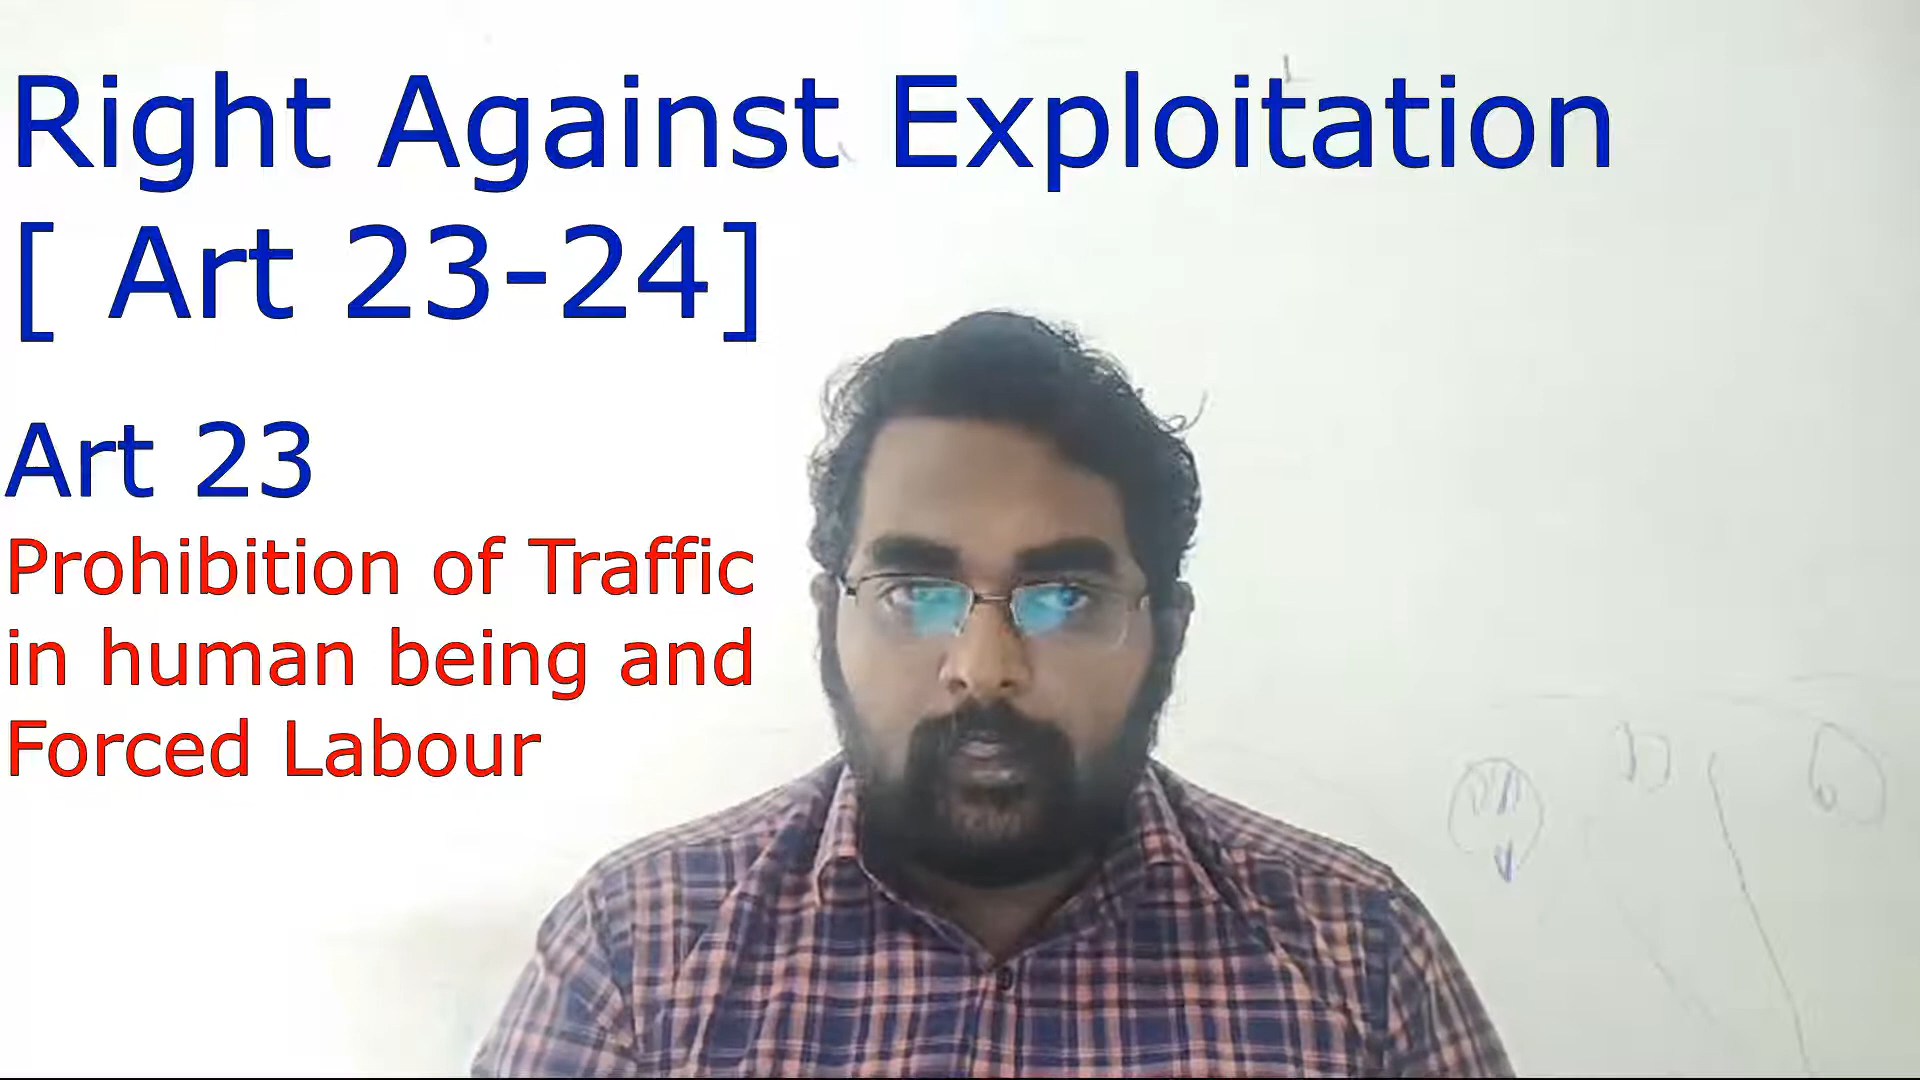 Right Against Exploitation
[ Art 23-24]
Art 23
Prohibition of Traffic
in human being and
Forced Labour